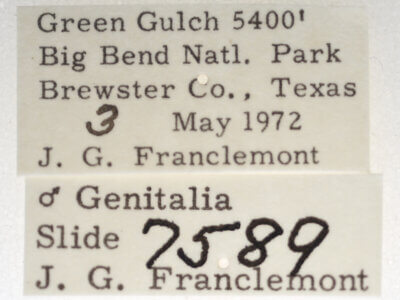 Green Gulch 5400'
Big Bend Natl. Park
Brewster Co., Texas
3 May 1972
J. G. Franclemont
♂ Genitalia
Slide 7589
J. G. Franclemont